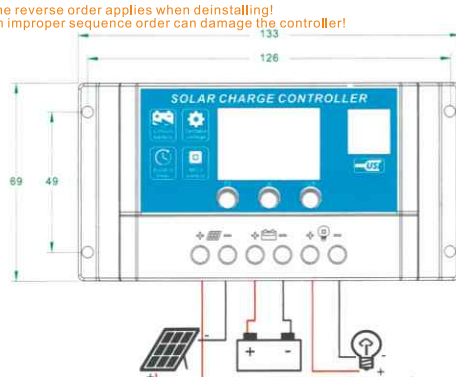 he reverse order applies when deinstalling!
n improper sequence order can damage the controller!
133
126
SOLAR CHARGE CONTROLLER
69
49
+ - + - + -
- + - -
+ +